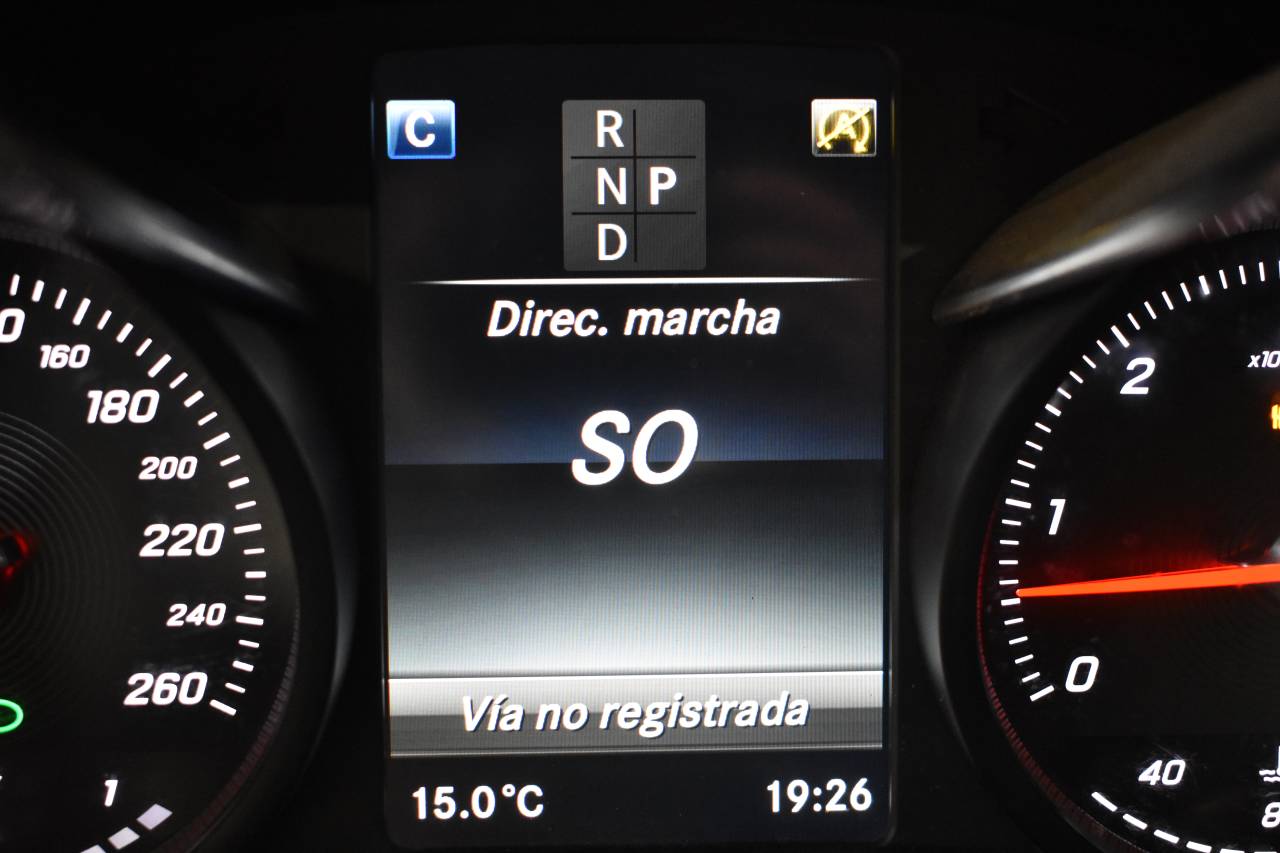 C
A
R
N P
D
Direc. marcha
SO
Vía no registrada
15.0°C
19:26
160
180
200
220
240
260
1
2
1
0
40